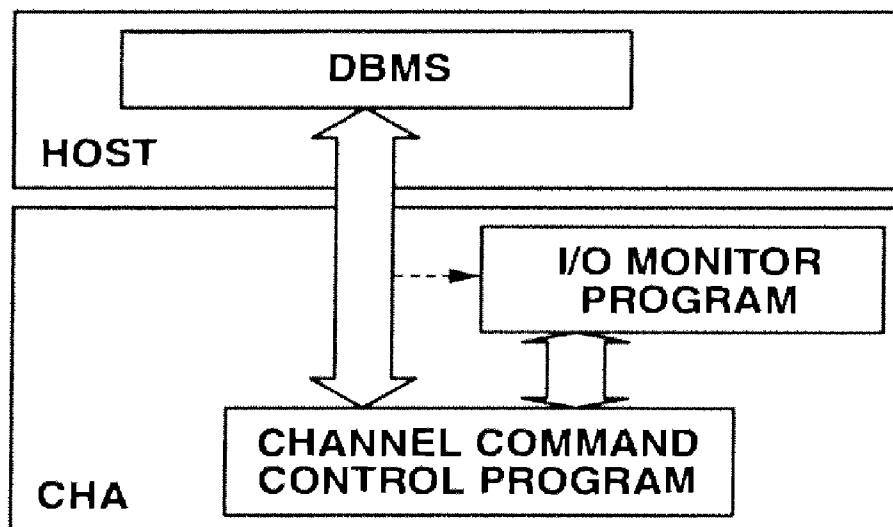 DBMS
HOST
I/O MONITOR
PROGRAM
CHANNEL COMMAND
CONTROL PROGRAM
CHA